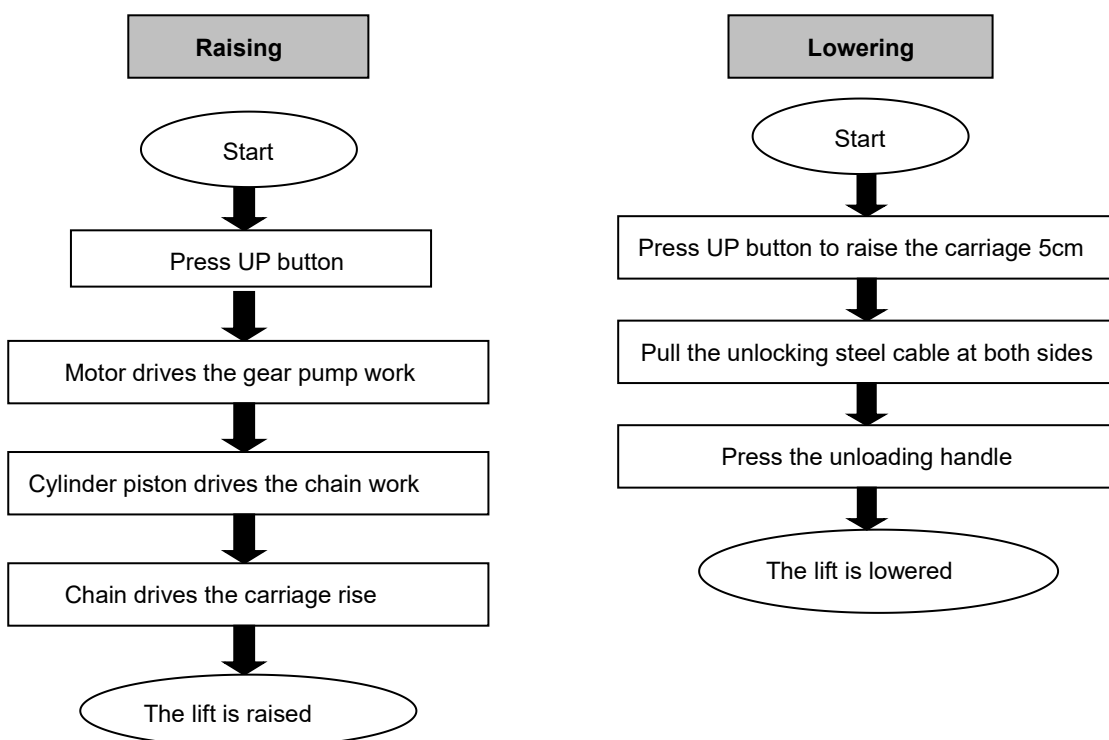 Raising
Start
Press UP button
Motor drives the gear pump work
Cylinder piston drives the chain work
Chain drives the carriage rise
The lift is raised
Lowering
Start
Press UP button to raise the carriage 5cm
Pull the unlocking steel cable at both sides
Press the unloading handle
The lift is lowered